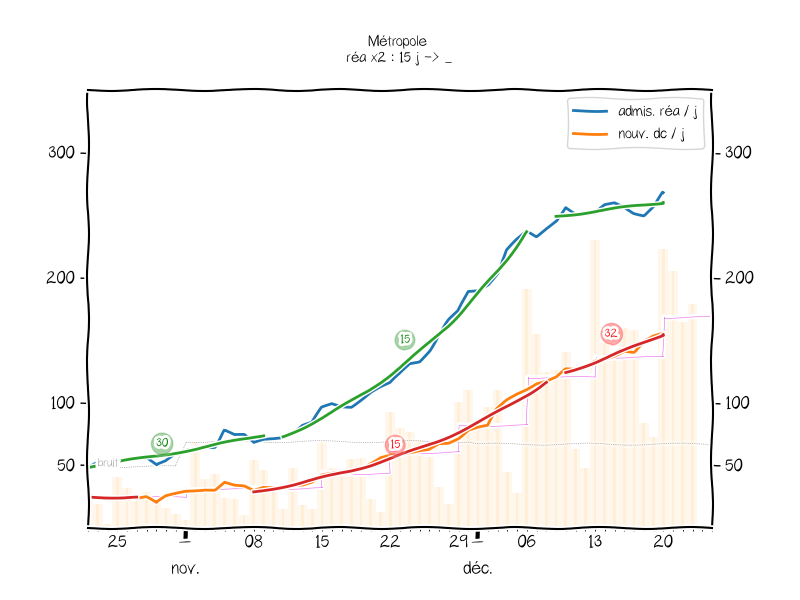 Métropole
réa x2 : 15 j -> _
admis. réa / j
nouv. dc / j
300
300
200
200
100
100
50
50
15
32
30
15
bruit
25
08
15
22
29
06
13
20
nov.
déc.